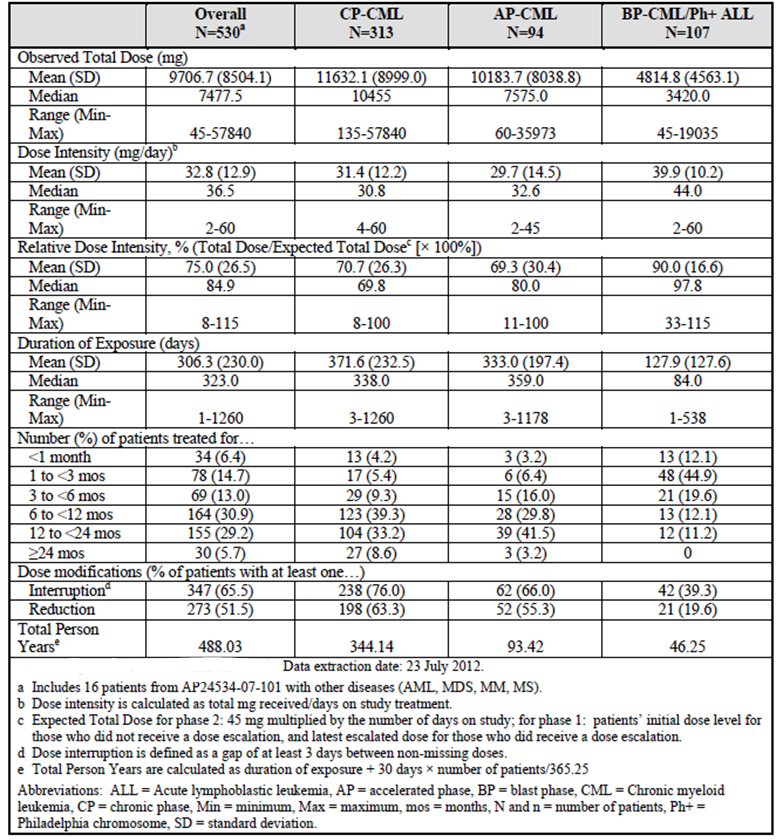 Overall N=530a CP-CML N=313 AP-CML N=94 BP-CML/Ph+ ALL N=107
Observed Total Dose (mg)
Mean (SD) 9706.7 (8504.1) 11632.1 (8999.0) 10183.7 (8038.8) 4814.8 (4563.1)
Median 7477.5 10455 7575.0 3420.0
Range (Min-
Max) 45-57840 135-57840 60-35973 45-19035
Dose Intensity (mg/day)b
Mean (SD) 32.8 (12.9) 31.4 (12.2) 29.7 (14.5) 39.9 (10.2)
Median 36.5 30.8 32.6 44.0
Range (Min-
Max) 2-60 4-60 2-45 2-60
Relative Dose Intensity, % (Total Dose/Expected Total Dosec [× 100%])
Mean (SD) 75.0 (26.5) 70.7 (26.3) 69.3 (30.4) 90.0 (16.6)
Median 84.9 69.8 80.0 97.8
Range (Min-
Max) 8-115 8-100 11-100 33-115
Duration of Exposure (days)
Mean (SD) 306.3 (230.0) 371.6 (232.5) 333.0 (197.4) 127.9 (127.6)
Median 323.0 338.0 359.0 84.0
Range (Min-
Max) 1-1260 3-1260 3-1178 1-538
Number (%) of patients treated for…
<1 month 34 (6.4) 13 (4.2) 3 (3.2) 13 (12.1)
1 to <3 mos 78 (14.7) 17 (5.4) 6 (6.4) 48 (44.9)
3 to <6 mos 69 (13.0) 29 (9.3) 15 (16.0) 21 (19.6)
6 to <12 mos 164 (30.9) 123 (39.3) 28 (29.8) 13 (12.1)
12 to <24 mos 155 (29.2) 104 (33.2) 39 (41.5) 12 (11.2)
≥24 mos 30 (5.7) 27 (8.6) 3 (3.2) 0
Dose modifications (% of patients with at least one…)
Interruptiond 347 (65.5) 238 (76.0) 62 (66.0) 42 (39.3)
Reduction 273 (51.5) 198 (63.3) 52 (55.3) 21 (19.6)
Total Person
Yearse 488.03 344.14 93.42 46.25
Data extraction date: 23 July 2012.
a Includes 16 patients from AP24534-07-101 with other diseases (AML, MDS, MM, MS).
b Dose intensity is calculated as total mg received/days on study treatment.
c Expected Total Dose for phase 2: 45 mg multiplied by the number of days on study; for phase 1: patients' initial dose level for
those who did not receive a dose escalation, and latest escalated dose for those who did receive a dose escalation.
d Dose interruption is defined as a gap of at least 3 days between non-missing doses.
e Total Person Years are calculated as duration of exposure + 30 days × number of patients/365.25
Abbreviations: ALL = Acute lymphoblastic leukemia, AP = accelerated phase, BP = blast phase, CML = Chronic myeloid
leukemia, CP = chronic phase, Min = minimum, Max = maximum, mos = months, N and n = number of patients, Ph+ =
Philadelphia chromosome, SD = standard deviation.